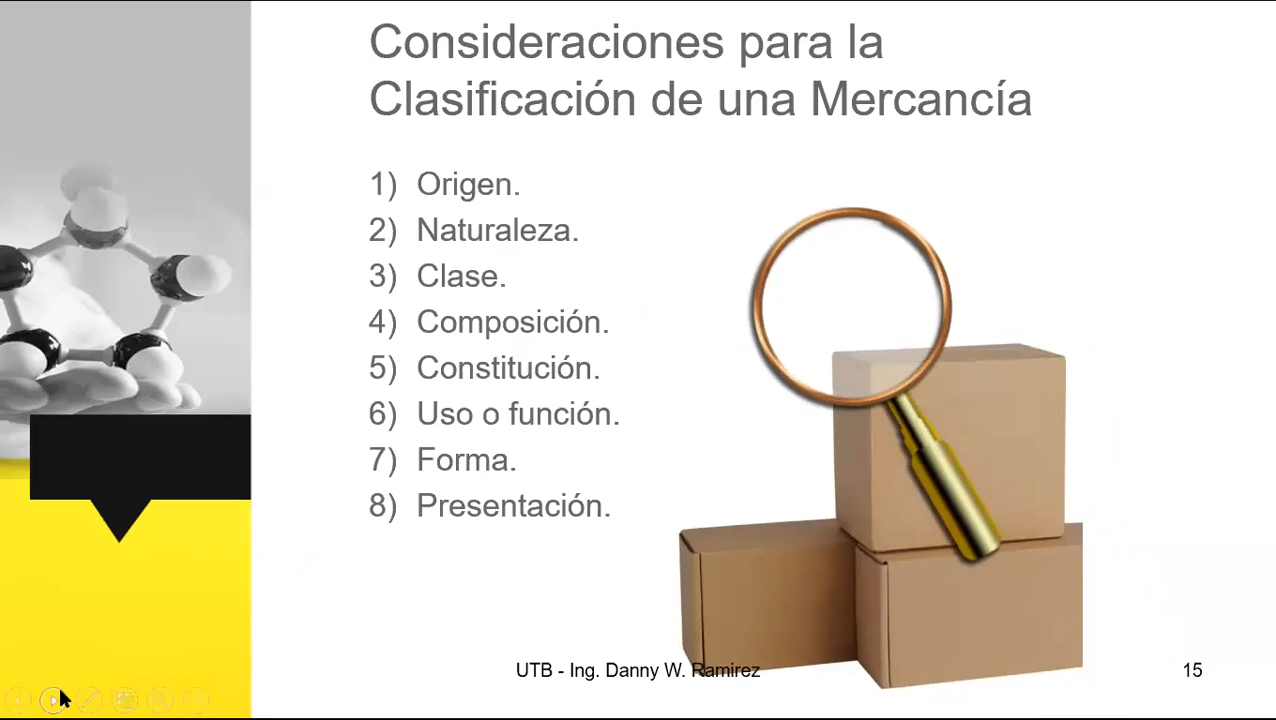 Consideraciones para la
Clasificación de una Mercancía
1) Origen.
2) Naturaleza.
3) Clase.
4) Composición.
5) Constitución.
6) Uso o función.
7) Forma.
8) Presentación.
UTB - Ing. Danny W. Ramirez
15